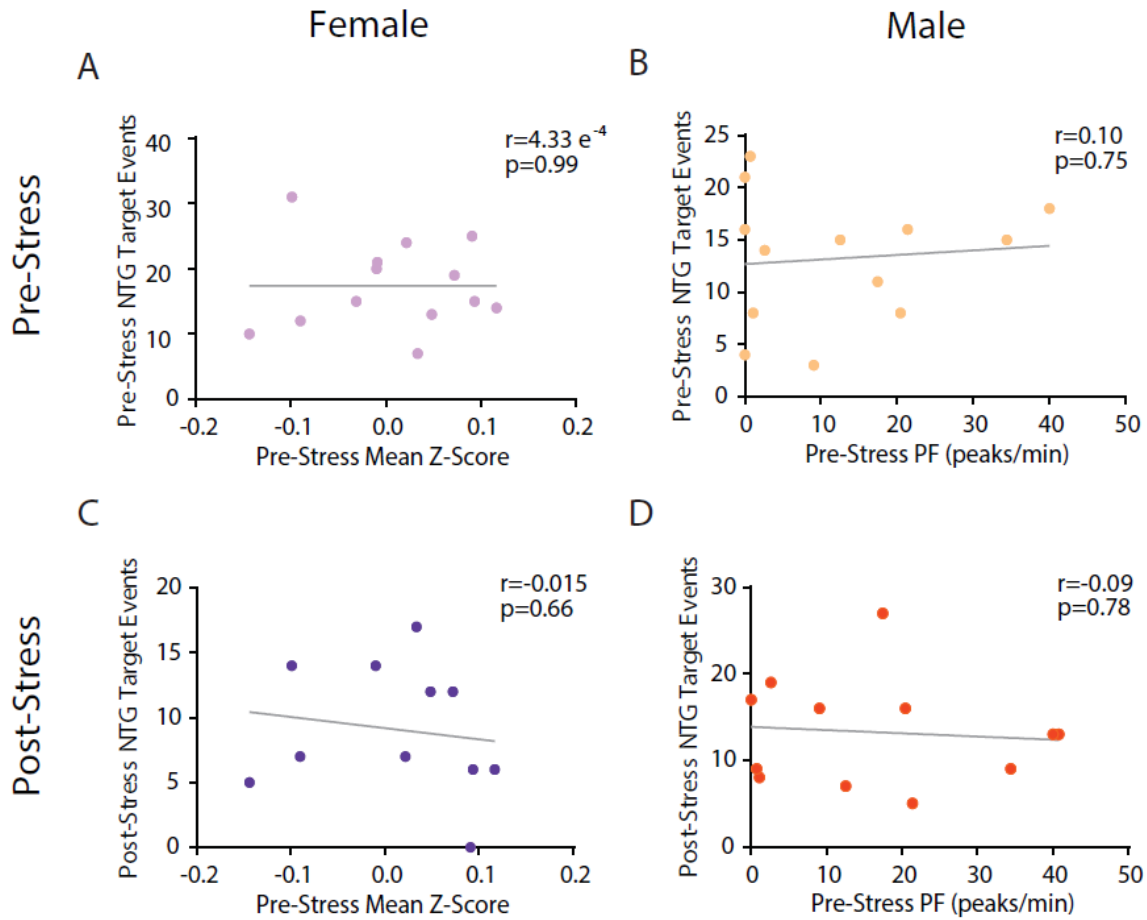 Female
Male
A
B
Pre-Stress
Pre-Stress NTG Target Events
40
30
20
10
0
-0.2
-0.1
0.0
0.1
0.2
Pre-Stress Mean Z-Score
r=4.33 e⁻⁴
p=0.99
Pre-Stress NTG Target Events
25
20
15
10
5
0
0
10
20
30
40
50
Pre-Stress PF (peaks/min)
r=0.10
p=0.75
C
D
Post-Stress
Post-Stress NTG Target Events
20
15
10
5
0
-0.2
-0.1
0.0
0.1
0.2
Pre-Stress Mean Z-Score
r=-0.015
p=0.66
Post-Stress NTG Target Events
30
20
10
0
0
10
20
30
40
50
Pre-Stress PF (peaks/min)
r=-0.09
p=0.78